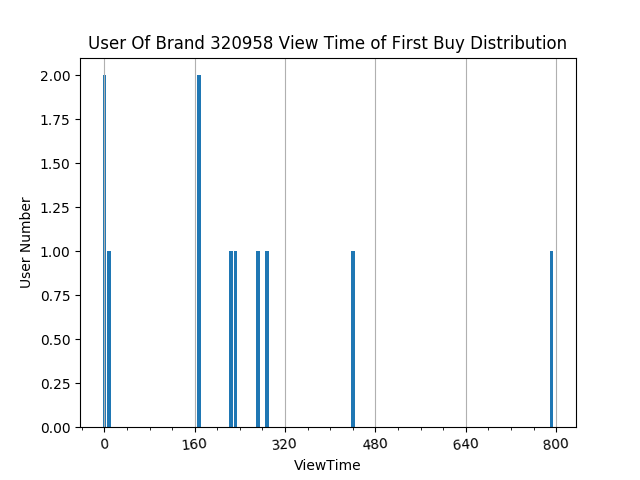 User Of Brand 320958 View Time of First Buy Distribution
2.00
1.75
1.50
1.25
1.00
0.75
0.50
0.25
0.00
User Number
0 160 320 480 640 800
ViewTime